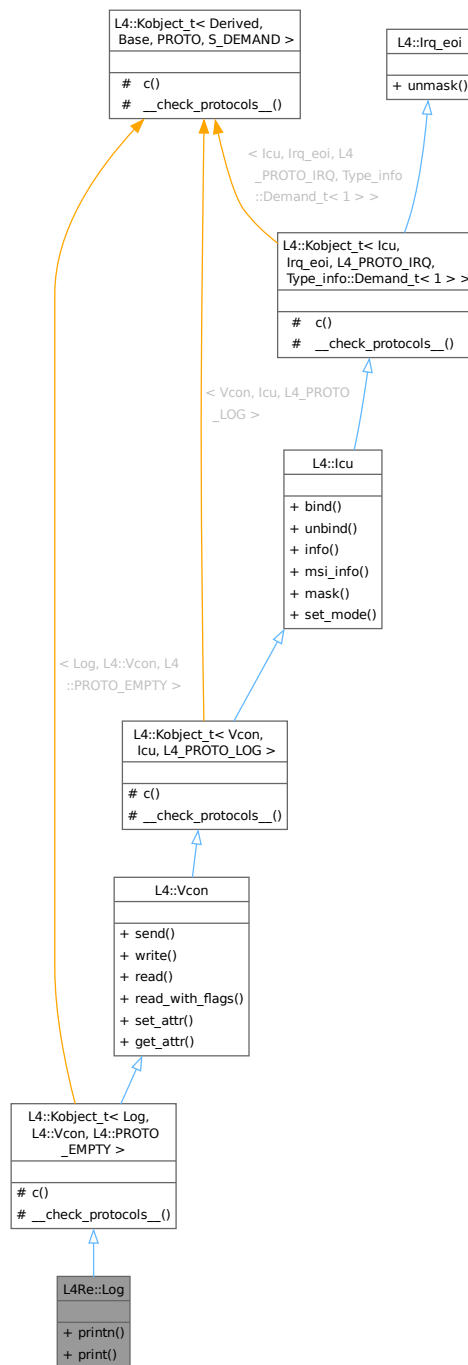 L4::Kobject_t< Derived,
Base, PROTO, S_DEMAND >
# c()
# __check_protocols__()
L4::Irq_eoi
+ unmask()
< Icu, Irq_eoi, L4
_PROTO_IRQ, Type_info
::Demand_t< 1 > >
L4::Kobject_t< Icu,
Irq_eoi, L4_PROTO_IRQ,
Type_info::Demand_t< 1 > >
# c()
# __check_protocols__()
< Vcon, Icu, L4_PROTO
_LOG >
L4::Icu
+ bind()
+ unbind()
+ info()
+ msi_info()
+ mask()
+ set_mode()
< Log, L4::Vcon, L4
::PROTO_EMPTY >
L4::Kobject_t< Vcon,
Icu, L4_PROTO_LOG >
# c()
# __check_protocols__()
L4::Vcon
+ send()
+ write()
+ read()
+ read_with_flags()
+ set_attr()
+ get_attr()
L4::Kobject_t< Log,
L4::Vcon, L4::PROTO
_EMPTY >
# c()
# __check_protocols__()
L4Re::Log
+ printn()
+ print()